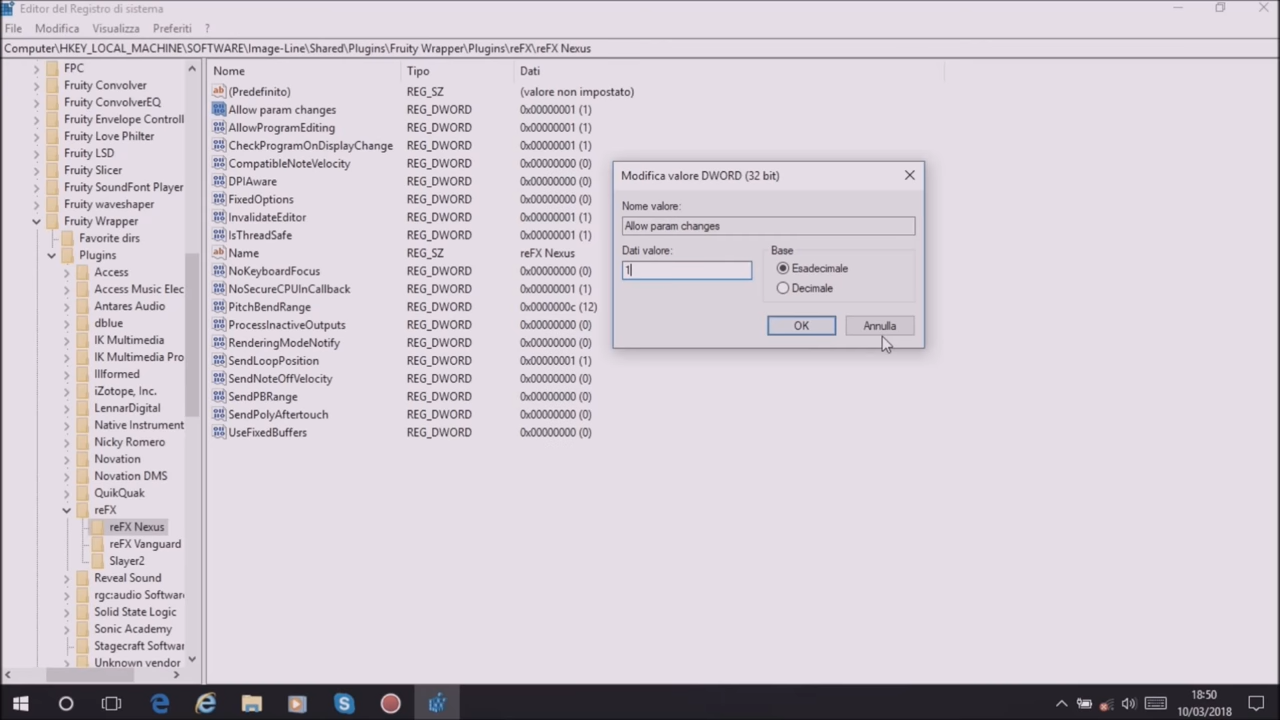 Editor del Registro di sistema
File Modifica Visualizza Preferiti ?
Computer\HKEY_LOCAL_MACHINE\SOFTWARE\Image-Line\Shared\Plugins\Fruity Wrapper\Plugins\reFX\reFX Nexus
FPC
Fruity Convolver
Fruity ConvolverEQ
Fruity Envelope Controll
Fruity Love Philter
Fruity LSD
Fruity Slicer
Fruity SoundFont Player
Fruity waveshaper
Fruity Wrapper
Favorite dirs
Plugins
Access
Access Music Elec
Antares Audio
dblue
IK Multimedia
IK Multimedia Pro
Illformed
iZotope, Inc.
LennarDigital
Native Instrument
Nicky Romero
Novation
Novation DMS
QuikQuak
reFX
reFX Nexus
reFX Vanguard
Slayer2
Reveal Sound
rgc:audio Software
Solid State Logic
Sonic Academy
Stagecraft Softwar
Unknown vendor
Nome Tipo Dati
(Predefinito) REG_SZ (valore non impostato)
Allow param changes REG_DWORD 0x00000001 (1)
AllowProgramEditing REG_DWORD 0x00000001 (1)
CheckProgramOnDisplayChange REG_DWORD 0x00000001 (1)
CompatibleNoteVelocity REG_DWORD 0x00000000 (0)
DPIAware REG_DWORD 0x00000000 (0)
FixedOptions REG_DWORD 0x00000000 (0)
InvalidateEditor REG_DWORD 0x00000001 (1)
IsThreadSafe REG_DWORD 0x00000001 (1)
Name REG_SZ reFX Nexus
NoKeyboardFocus REG_DWORD 0x00000000 (0)
NoSecureCPUInCallback REG_DWORD 0x00000001 (1)
PitchBendRange REG_DWORD 0x0000000c (12)
ProcessInactiveOutputs REG_DWORD 0x00000000 (0)
RenderingModeNotify REG_DWORD 0x00000000 (0)
SendLoopPosition REG_DWORD 0x00000001 (1)
SendNoteOffVelocity REG_DWORD 0x00000000 (0)
SendPBRange REG_DWORD 0x00000000 (0)
SendPolyAftertouch REG_DWORD 0x00000000 (0)
UseFixedBuffers REG_DWORD 0x00000000 (0)
Modifica valore DWORD (32 bit)
Nome valore:
Allow param changes
Dati valore:
1
Base
Esadecimale
Decimale
OK Annulla
18:50
10/03/2018